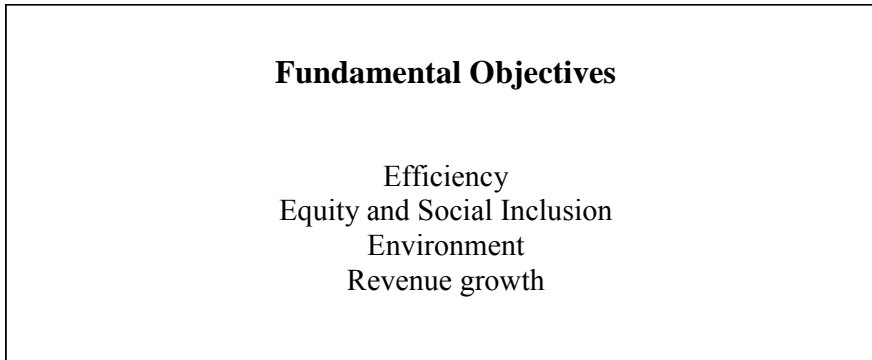 Fundamental Objectives
Efficiency
Equity and Social Inclusion
Environment
Revenue growth